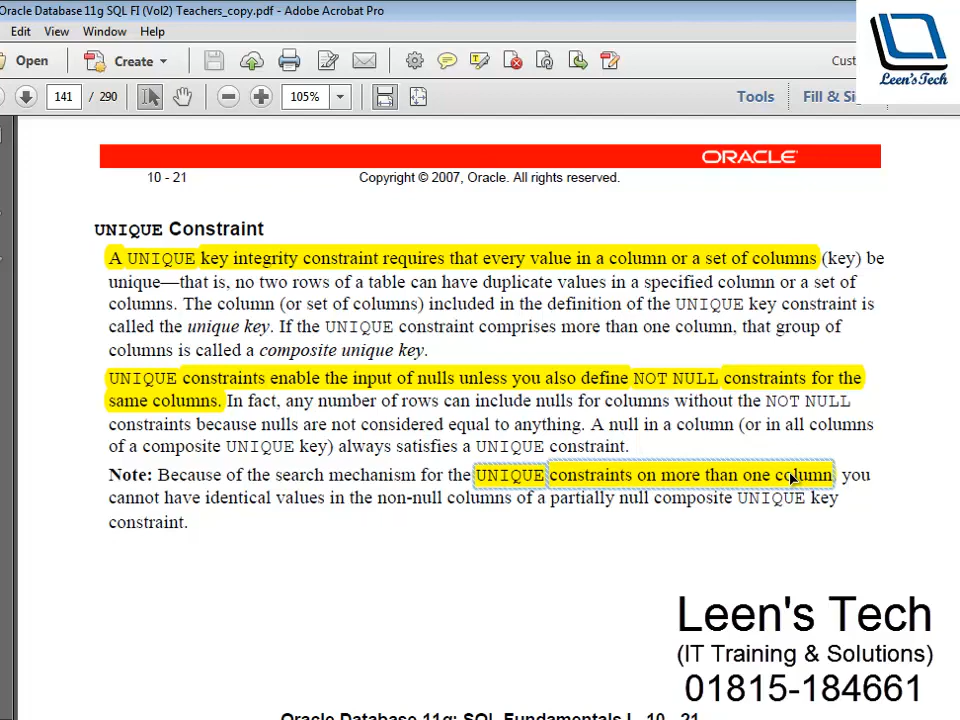 Oracle Database 11g SQL FI (Vol2) Teachers_copy.pdf - Adobe Acrobat Pro
Edit View Window Help
Open Create Cust
141 / 290 105% Tools Fill & Si
Leen'sTech
ORACLE
10 - 21 Copyright © 2007, Oracle. All rights reserved.
UNIQUE Constraint
A UNIQUE key integrity constraint requires that every value in a column or a set of columns (key) be
unique—that is, no two rows of a table can have duplicate values in a specified column or a set of
columns. The column (or set of columns) included in the definition of the UNIQUE key constraint is
called the unique key. If the UNIQUE constraint comprises more than one column, that group of
columns is called a composite unique key.
UNIQUE constraints enable the input of nulls unless you also define NOT NULL constraints for the
same columns. In fact, any number of rows can include nulls for columns without the NOT NULL
constraints because nulls are not considered equal to anything. A null in a column (or in all columns
of a composite UNIQUE key) always satisfies a UNIQUE constraint.
Note: Because of the search mechanism for the UNIQUE constraints on more than one column, you
cannot have identical values in the non-null columns of a partially null composite UNIQUE key
constraint.
Leen's Tech
(IT Training & Solutions)
01815-184661
Oracle Database 11g: SQL Fundamentals I 10 - 21